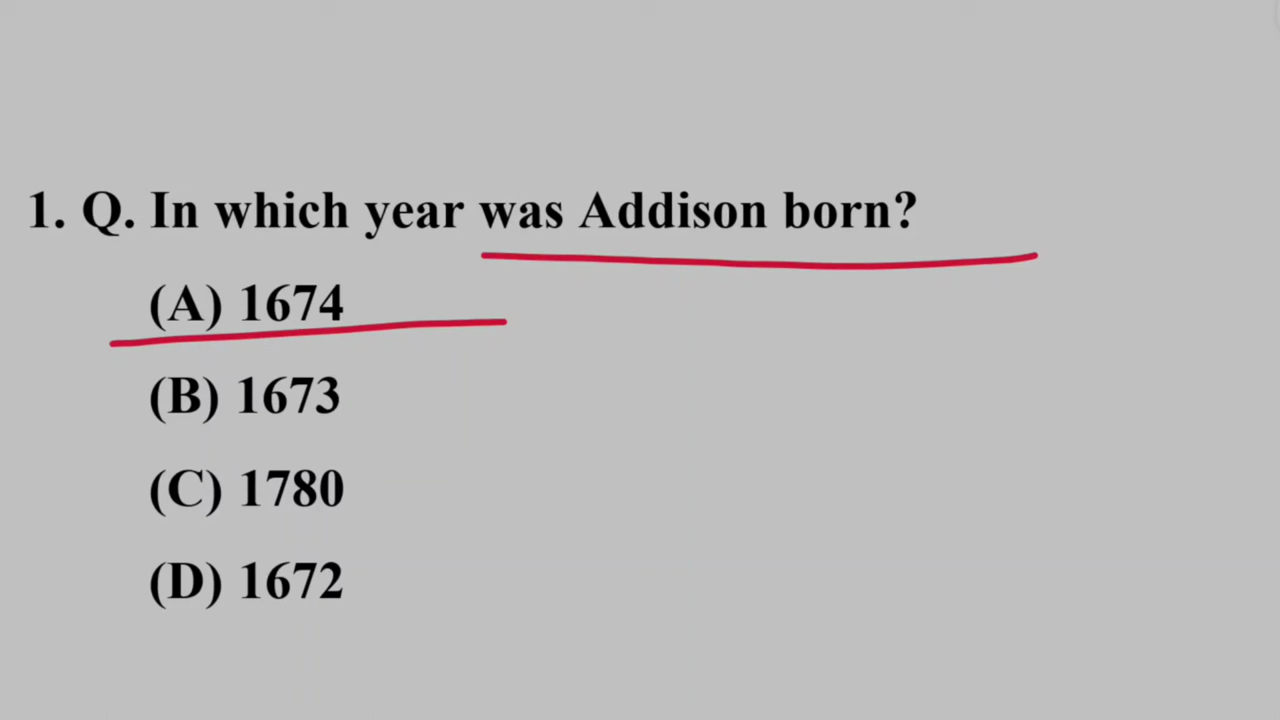 1. Q. In which year was Addison born?
(A) 1674
(B) 1673
(C) 1780
(D) 1672